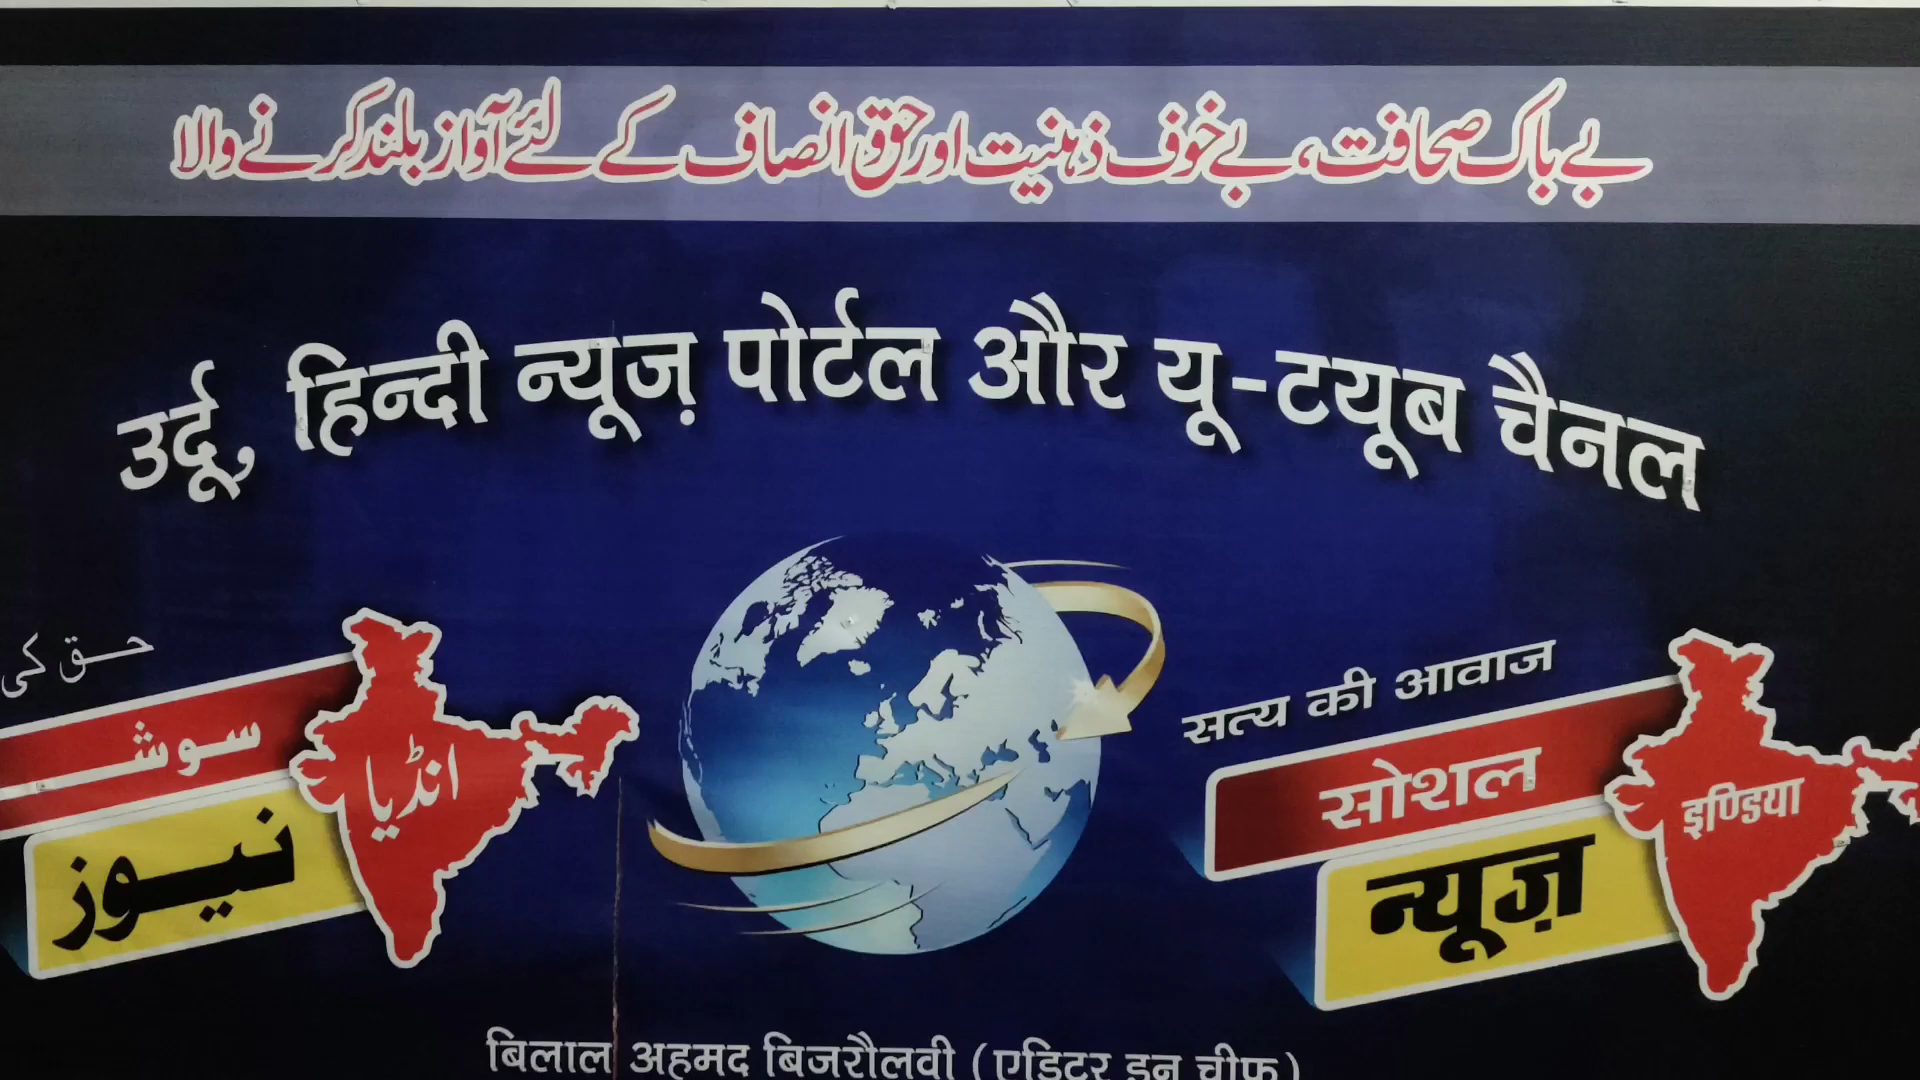 بے باک صحافت، بے خوف ذہنیت اور حق انصاف کے لئے آواز بلند کرنے والا
उर्दू, हिन्दी न्यूज़ पोर्टल और यू-टयूब चैनल
حق کی
سوشـ
انڈیا
نیوز
सत्य की आवाज
सोशल
इण्डिया
न्यूज़
बिलाल अहमद बिजरौलवी (एडिटर इन चीफ)